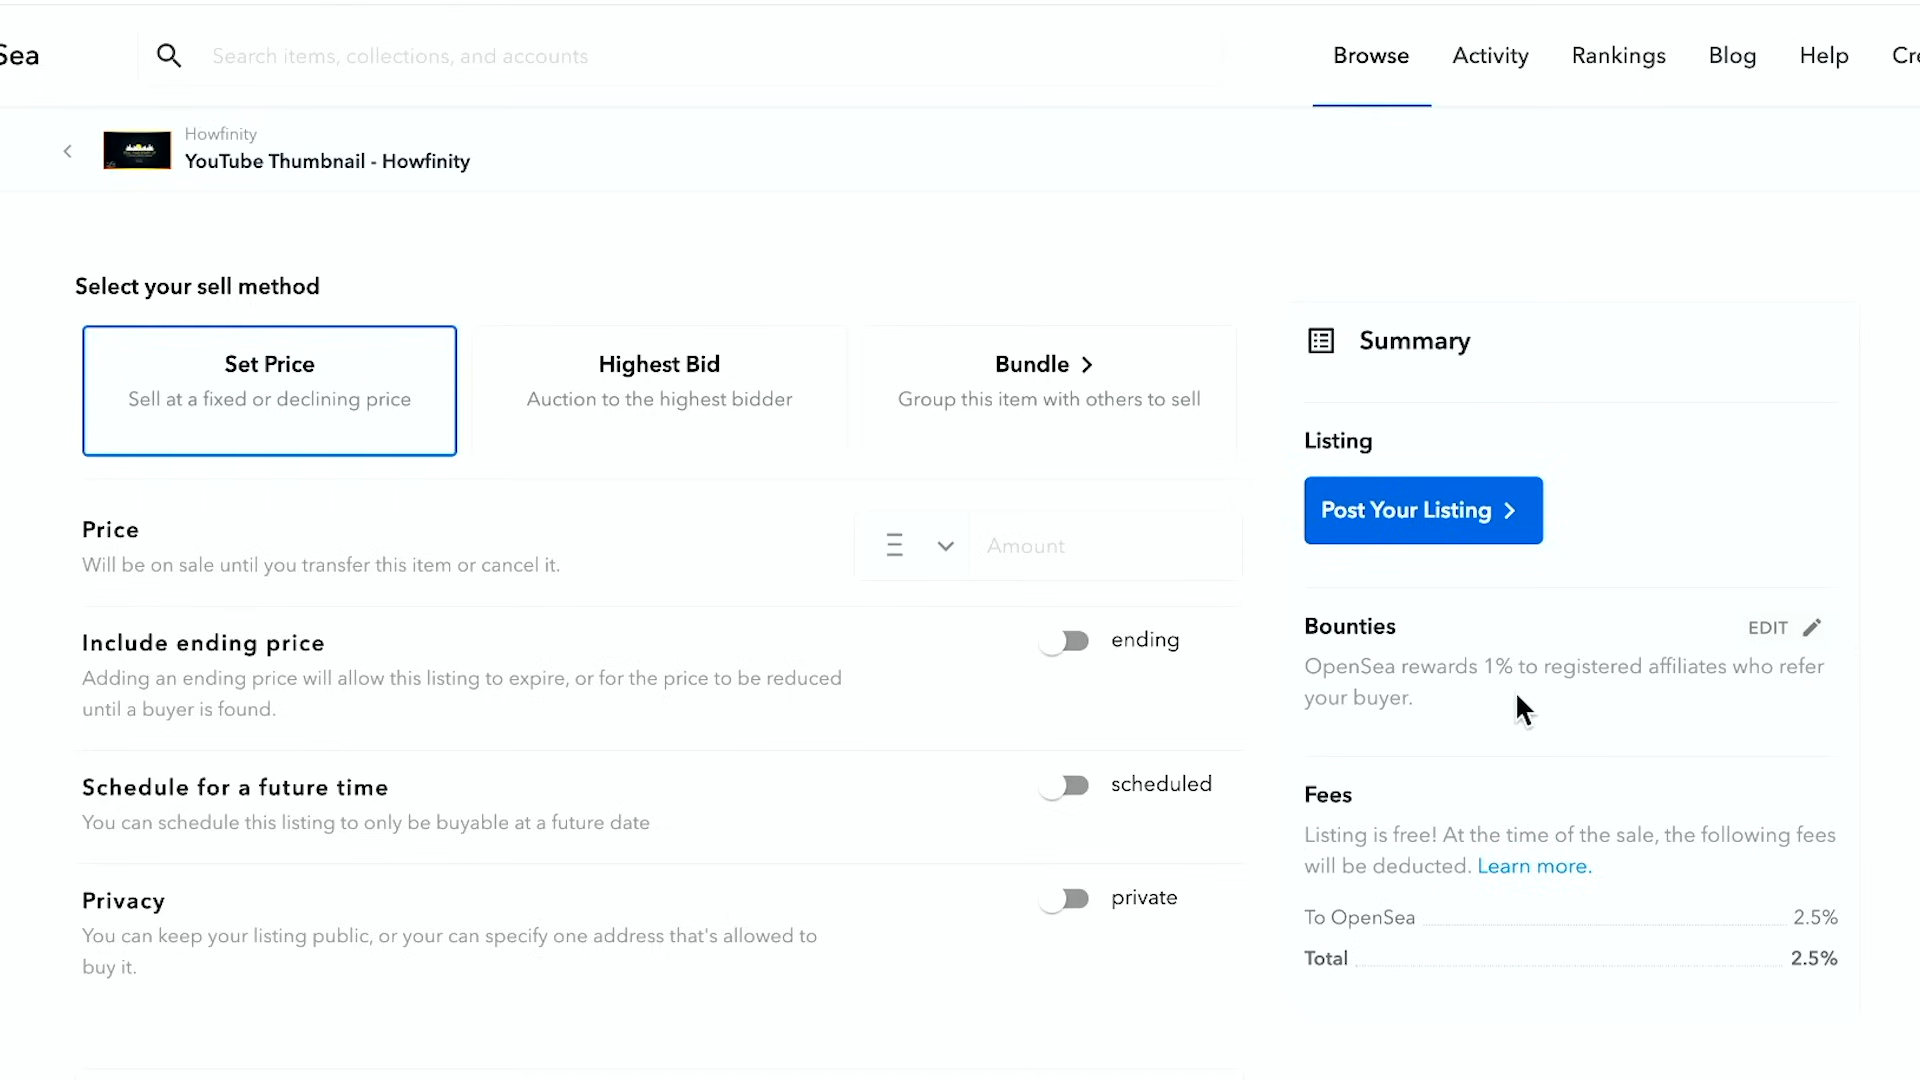 Sea
Search items, collections, and accounts
Browse
Activity
Rankings
Blog
Help
Cre
Howfinity
YouTube Thumbnail - Howfinity
Select your sell method
Set Price
Sell at a fixed or declining price
Highest Bid
Auction to the highest bidder
Bundle
Group this item with others to sell
Price
Will be on sale until you transfer this item or cancel it.
Amount
Include ending price
Adding an ending price will allow this listing to expire, or for the price to be reduced
until a buyer is found.
ending
Schedule for a future time
You can schedule this listing to only be buyable at a future date
scheduled
Privacy
You can keep your listing public, or your can specify one address that's allowed to
buy it.
private
Summary
Listing
Post Your Listing
Bounties
EDIT
OpenSea rewards 1% to registered affiliates who refer
your buyer.
Fees
Listing is free! At the time of the sale, the following fees
will be deducted. Learn more.
To OpenSea 2.5%
Total 2.5%